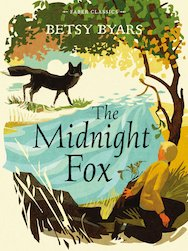 FABER CLASSICS
BETSY BYARS
The
Midnight
Fox